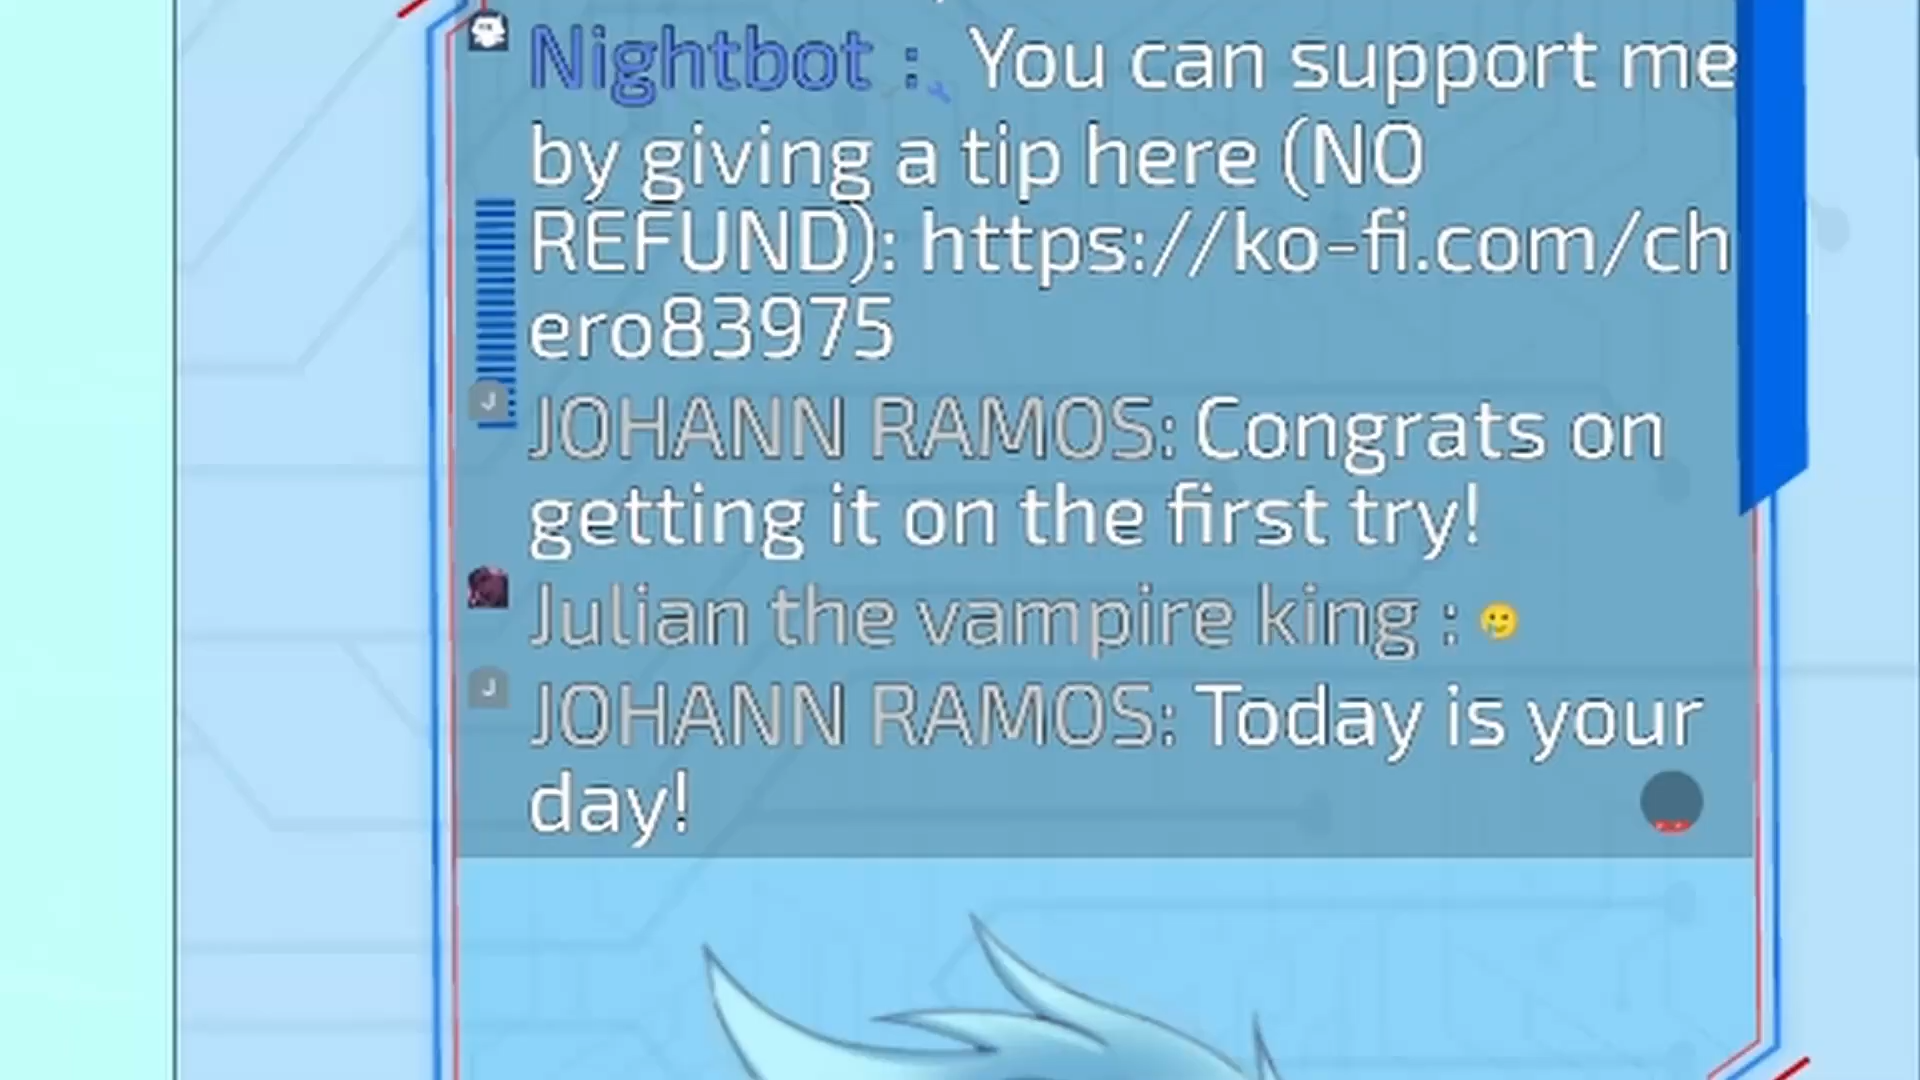 Nightbot : You can support me
by giving a tip here (NO
REFUND): https://ko-fi.com/ch
ero83975
J JOHANN RAMOS: Congrats on
getting it on the first try!
Julian the vampire king : 🥲
J JOHANN RAMOS: Today is your
day!